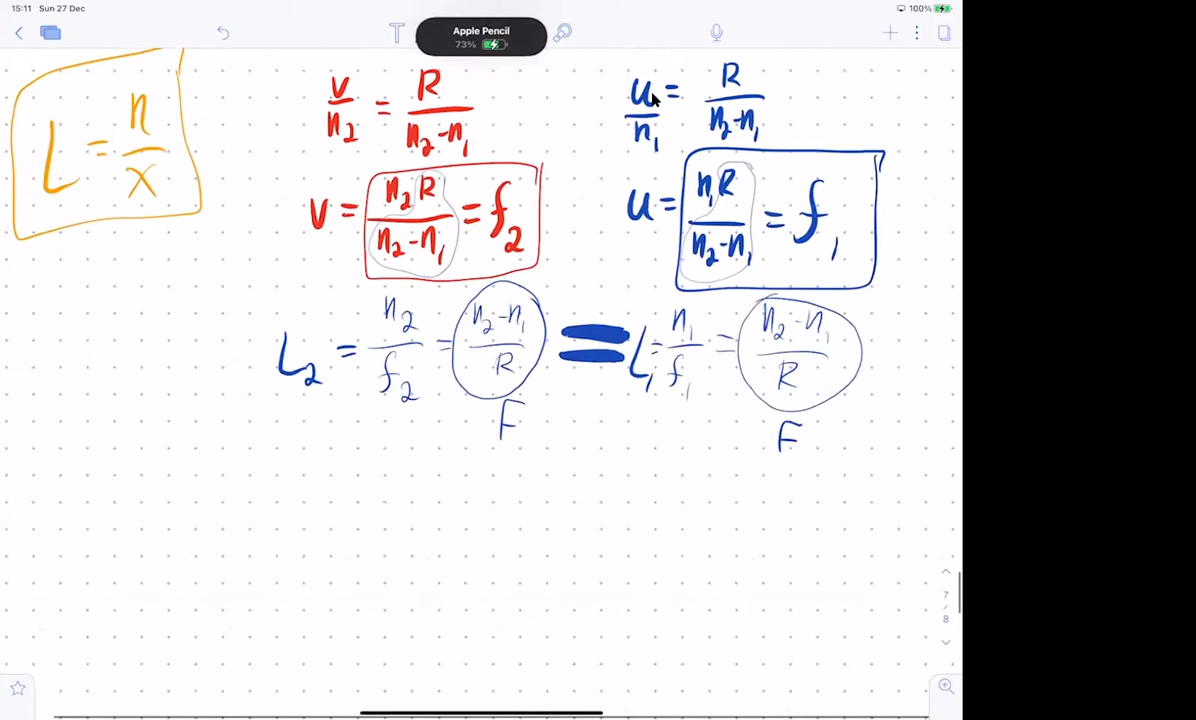 15:11 Sun 27 Dec
100%
Apple Pencil
73%
L = n/x
v/n₂ = R/(n₂-n₁)
u/n₁ = R/(n₂-n₁)
v = n₂R/(n₂-n₁) = f₂
u = n₁R/(n₂-n₁) = f₁
L₂ = n₂/f₂ = (n₂-n₁)/R = L₁ = n₁/f₁ = (n₂-n₁)/R
F
F
7
/
8